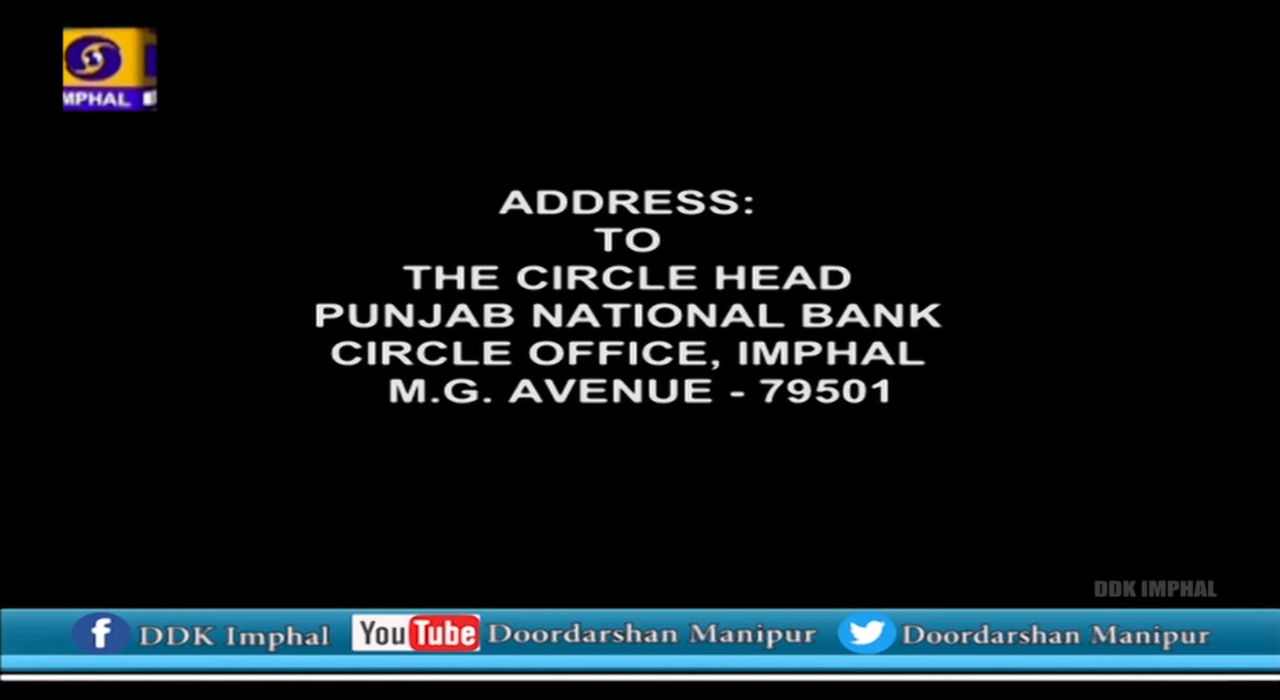 MPHAL
ADDRESS:
TO
THE CIRCLE HEAD
PUNJAB NATIONAL BANK
CIRCLE OFFICE, IMPHAL
M.G. AVENUE - 79501
DDK IMPHAL
f DDK Imphal YouTube Doordarshan Manipur Doordarshan Manipur